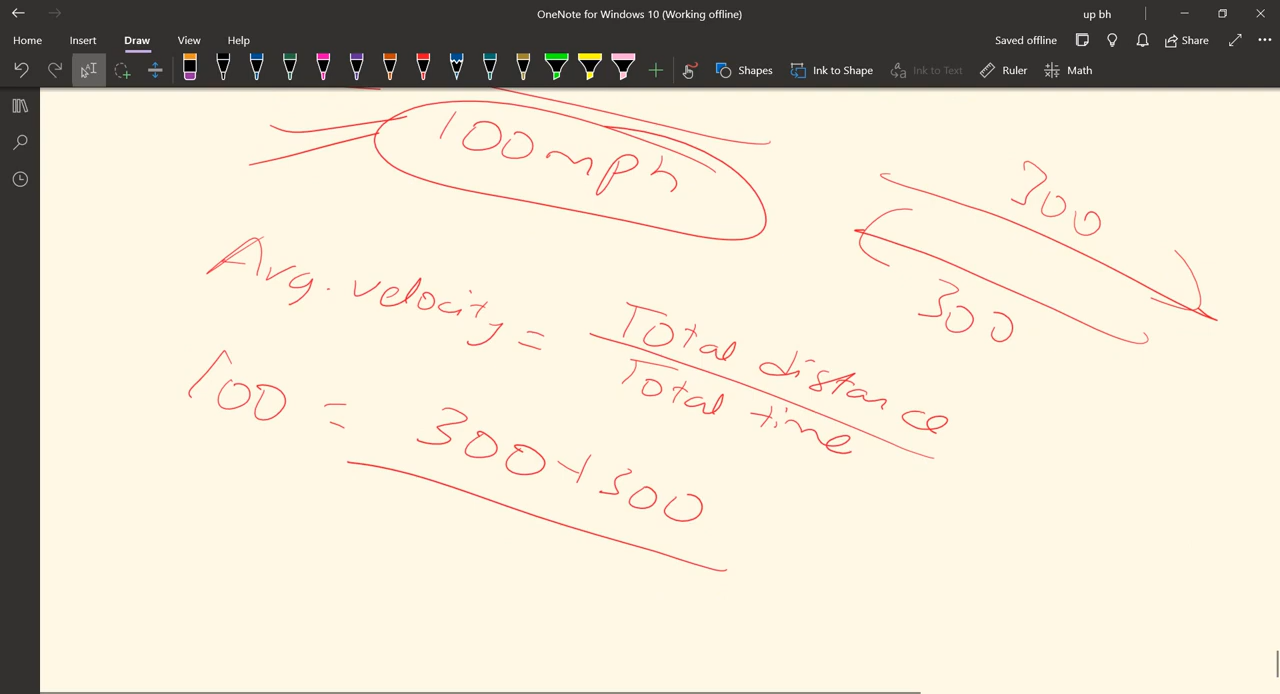 OneNote for Windows 10 (Working offline)
up bh
Home Insert Draw View Help
Saved offline
Share
Shapes
Ink to Shape
Ink to Text
Ruler
Math
100mph
300
300
Avg. velocity = Total distance
Total time
100 = 300+300